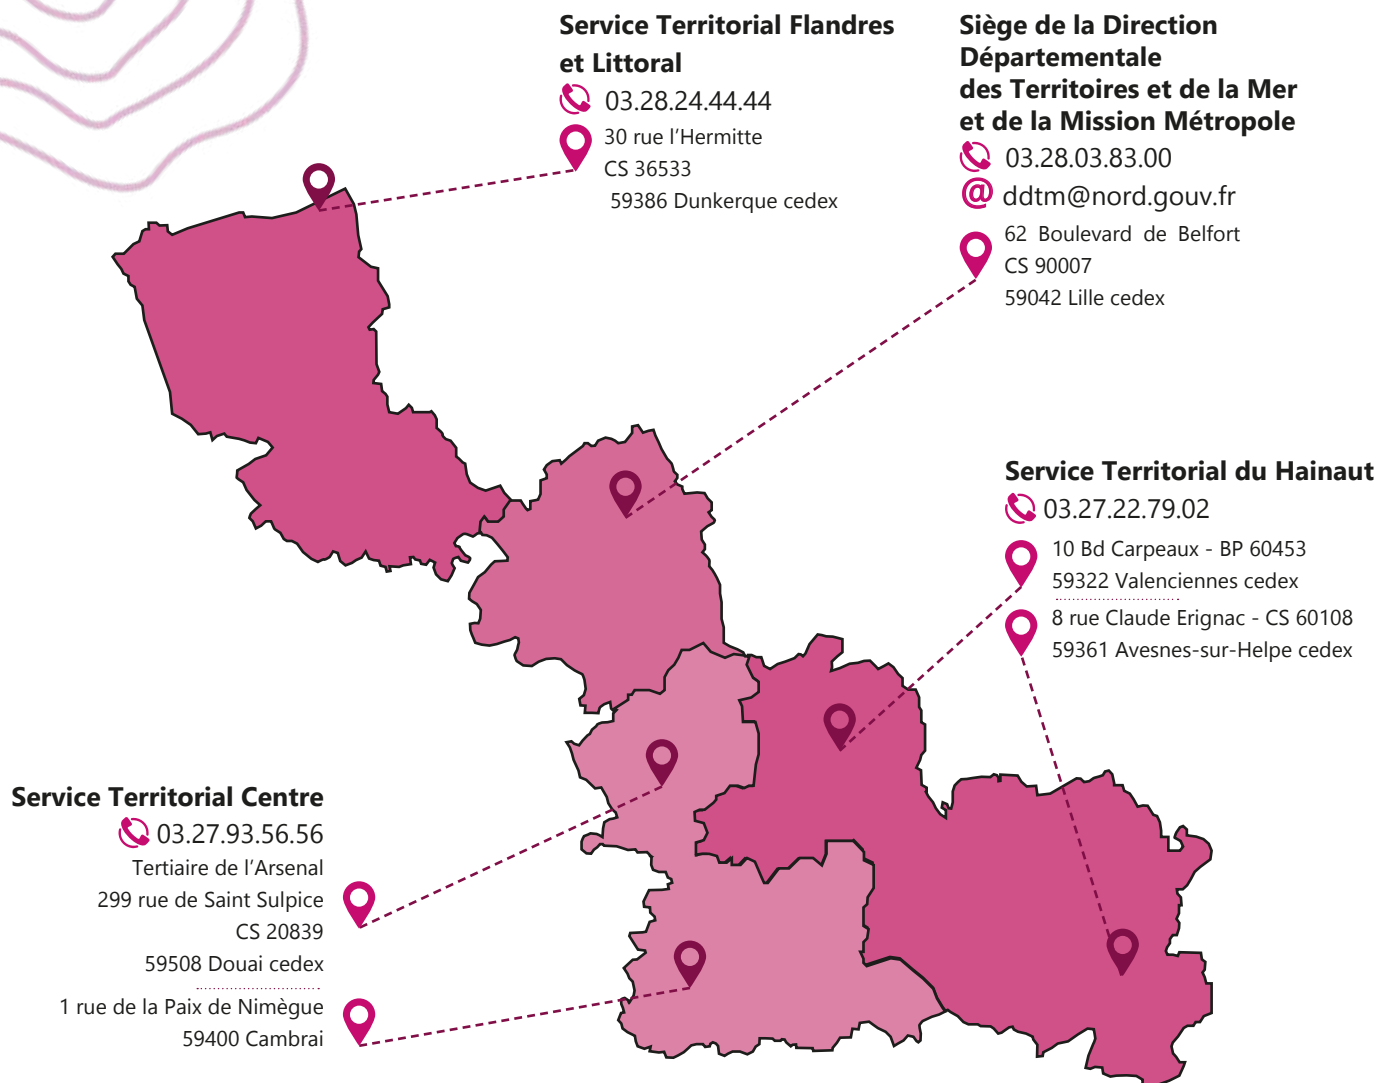 Service Territorial Flandres
et Littoral
03.28.24.44.44
30 rue l’Hermitte
CS 36533
59386 Dunkerque cedex
Siège de la Direction
Départementale
des Territoires et de la Mer
et de la Mission Métropole
03.28.03.83.00
@ ddtm@nord.gouv.fr
62 Boulevard de Belfort
CS 90007
59042 Lille cedex
Service Territorial du Hainaut
03.27.22.79.02
10 Bd Carpeaux - BP 60453
59322 Valenciennes cedex
8 rue Claude Erignac - CS 60108
59361 Avesnes-sur-Helpe cedex
Service Territorial Centre
03.27.93.56.56
Tertiaire de l’Arsenal
299 rue de Saint Sulpice
CS 20839
59508 Douai cedex
1 rue de la Paix de Nimègue
59400 Cambrai